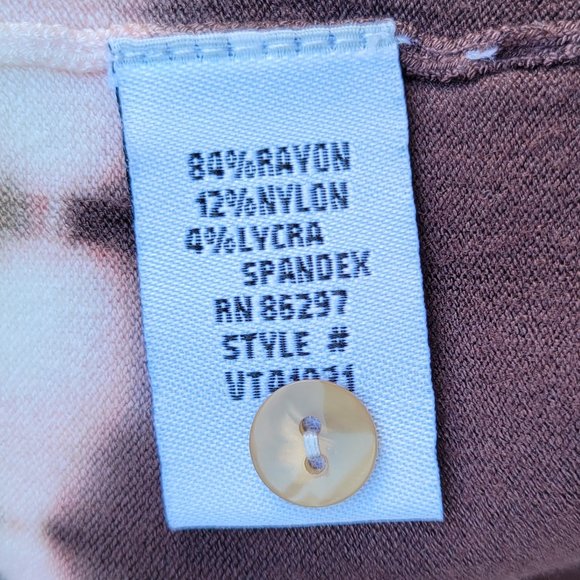 84%RAYON
12%NYLON
4%LYCRA
SPANDEX
RN 86297
STYLE #